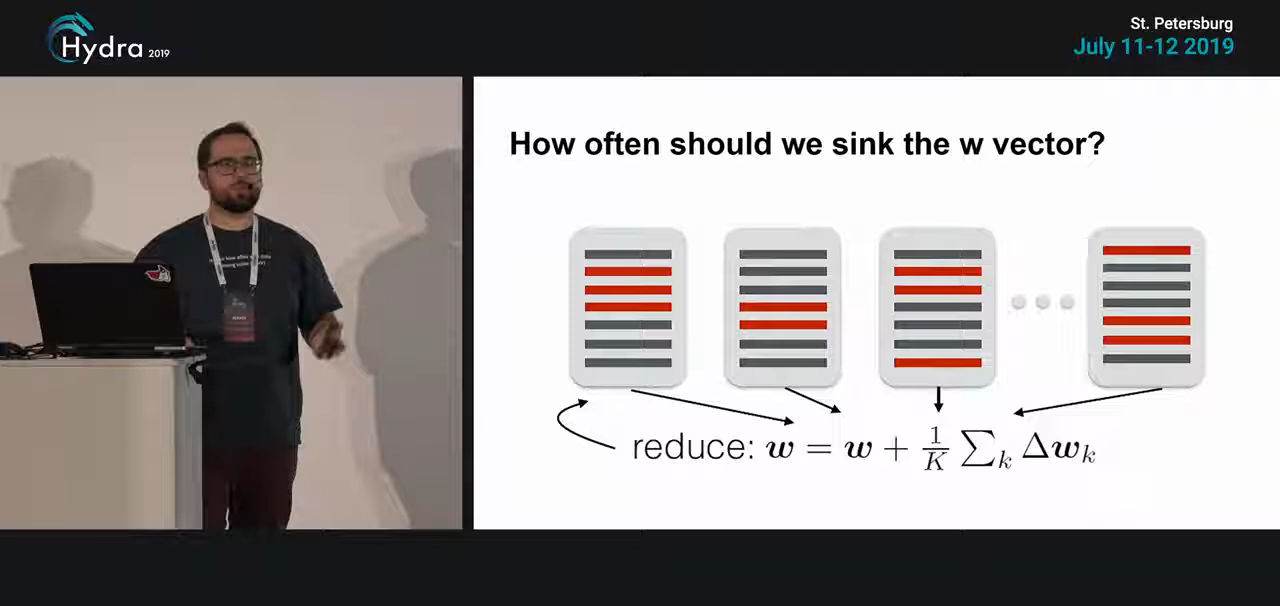 Hydra 2019
St. Petersburg
July 11-12 2019
How often should we sink the w vector?
reduce: w = w + 1/K ∑k Δwk